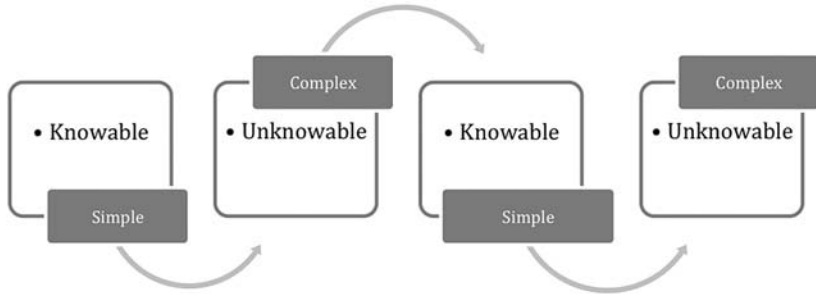 Complex
Complex
• Knowable
• Unknowable
• Knowable
• Unknowable
Simple
Simple